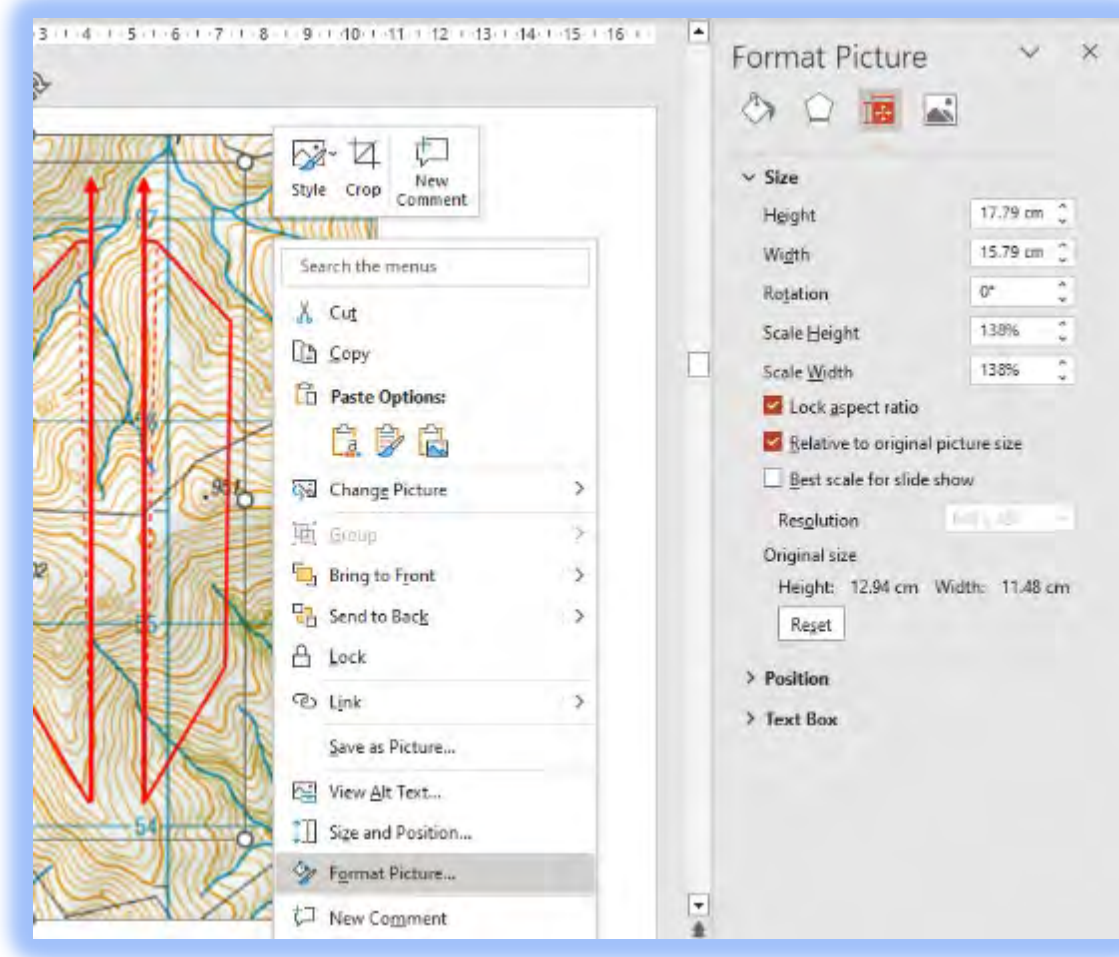 3 4 5 6 7 8 9 10 11 12 13 14 15 16
Style Crop New Comment
Search the menus
Cut
Copy
Paste Options:
a
Change Picture
Group
Bring to Front
Send to Back
Lock
Link
Save as Picture...
View Alt Text...
Size and Position...
Format Picture...
New Comment
55
54
Format Picture
Size
Height 17.79 cm
Width 15.79 cm
Rotation 0°
Scale Height 138%
Scale Width 138%
Lock aspect ratio
Relative to original picture size
Best scale for slide show
Resolution
Original size
Height: 12.94 cm Width: 11.48 cm
Reset
Position
Text Box